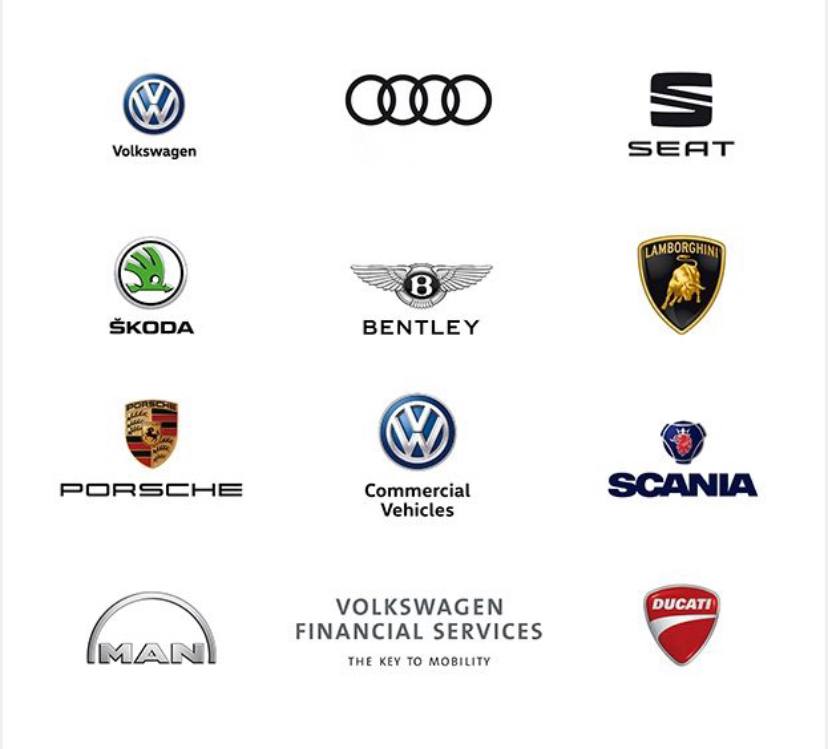 Volkswagen
SEAT
LAMBORGHINI
ŠKODA
B
BENTLEY
PORSCHE
PORSCHE
Commercial
Vehicles
SCANIA
MAN
VOLKSWAGEN
FINANCIAL SERVICES
THE KEY TO MOBILITY
DUCATI